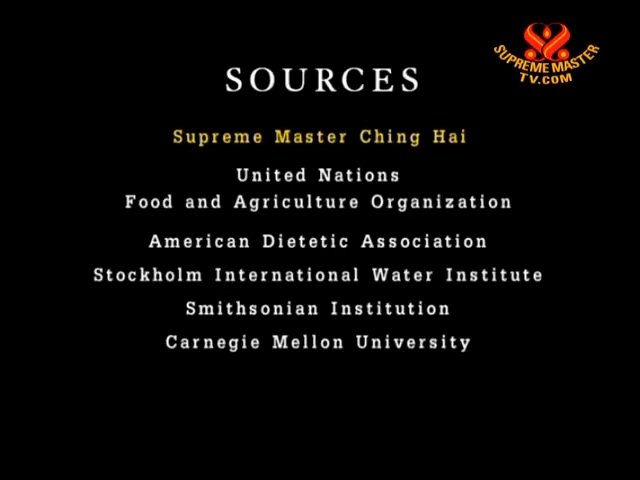 SUPREME MASTER
TV.COM
SOURCES
Supreme Master Ching Hai
United Nations
Food and Agriculture Organization
American Dietetic Association
Stockholm International Water Institute
Smithsonian Institution
Carnegie Mellon University